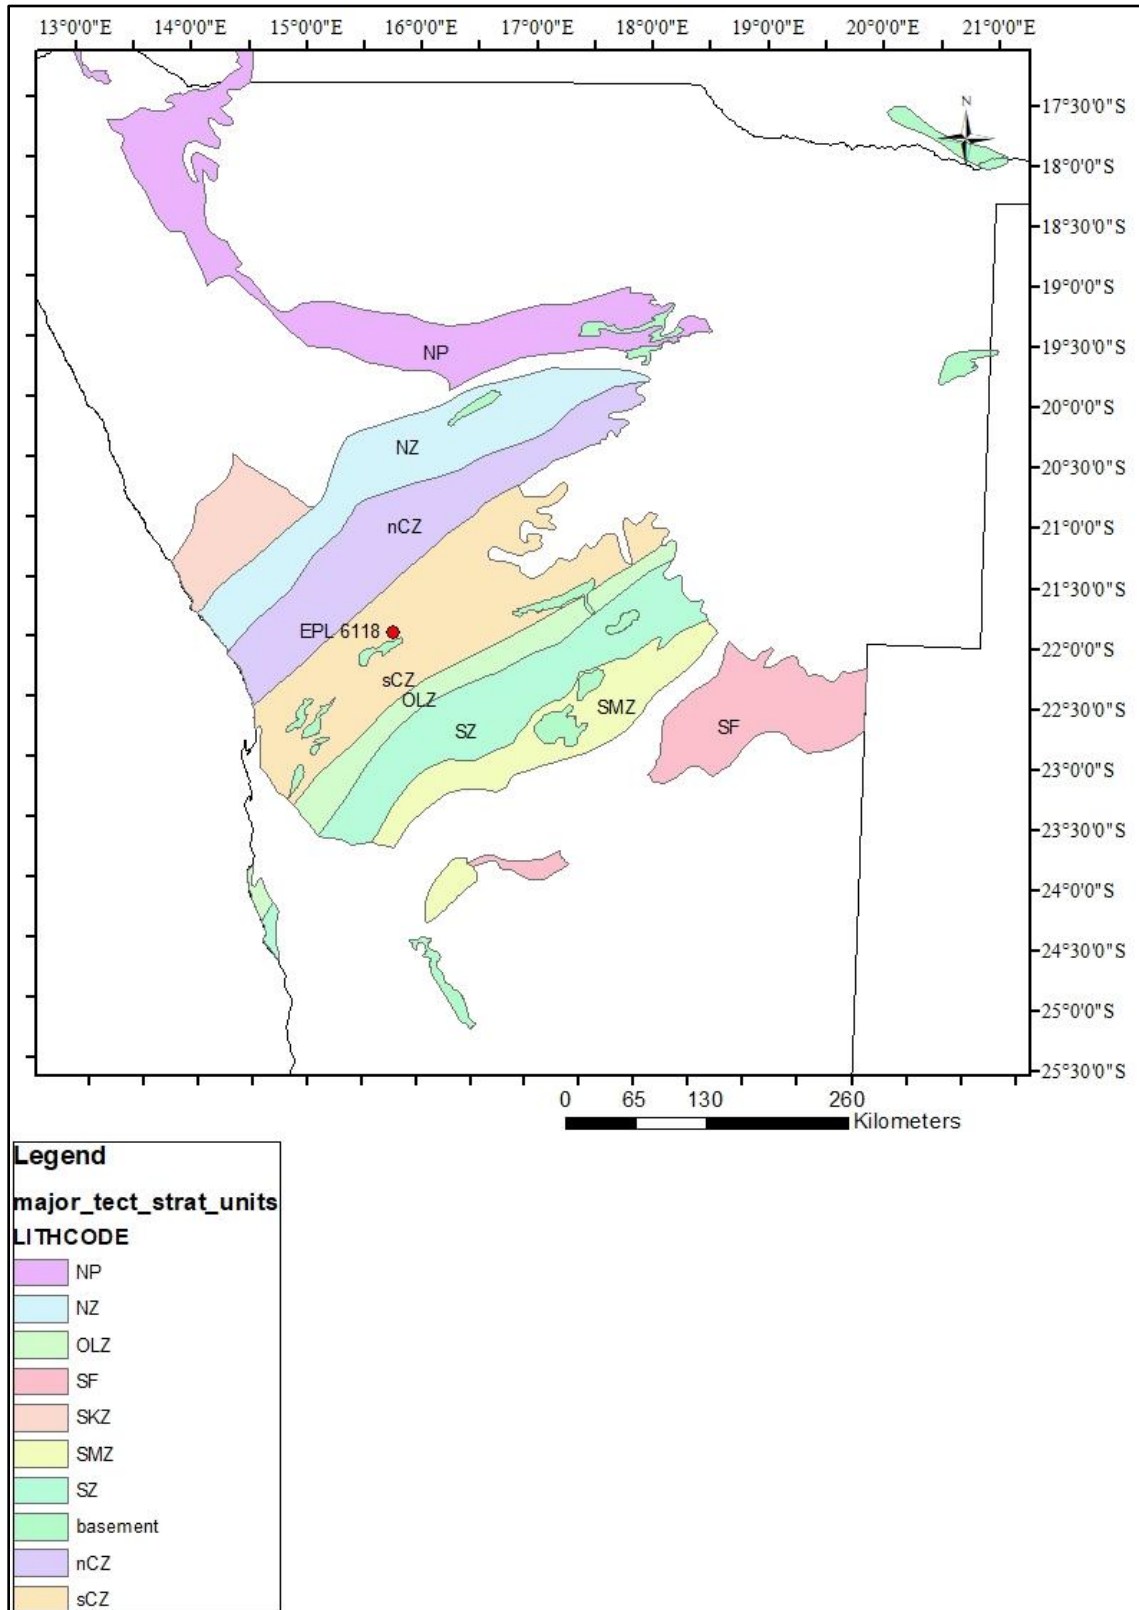 13°0'0"E 14°0'0"E 15°0'0"E 16°0'0"E 17°0'0"E 18°0'0"E 19°0'0"E 20°0'0"E 21°0'0"E
N
17°30'0"S
18°0'0"S
18°30'0"S
19°0'0"S
NP
19°30'0"S
20°0'0"S
NZ
20°30'0"S
nCZ
21°0'0"S
21°30'0"S
EPL 6118
22°0'0"S
sCZ
OLZ
SMZ
22°30'0"S
SZ
SF
23°0'0"S
23°30'0"S
24°0'0"S
24°30'0"S
25°0'0"S
25°30'0"S
0 65 130 260
Kilometers
Legend
major_tect_strat_units
LITHCODE
NP
NZ
OLZ
SF
SKZ
SMZ
SZ
basement
nCZ
sCZ